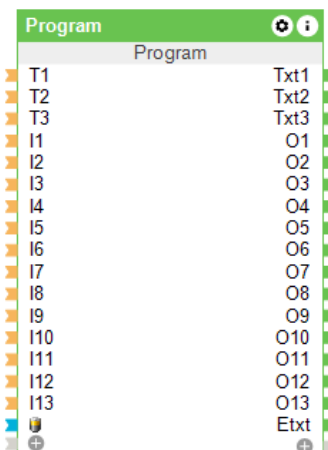 Program
Program
T1 Txt1
T2 Txt2
T3 Txt3
I1 O1
I2 O2
I3 O3
I4 O4
I5 O5
I6 O6
I7 O7
I8 O8
I9 O9
I10 O10
I11 O11
I12 O12
I13 O13
Etxt